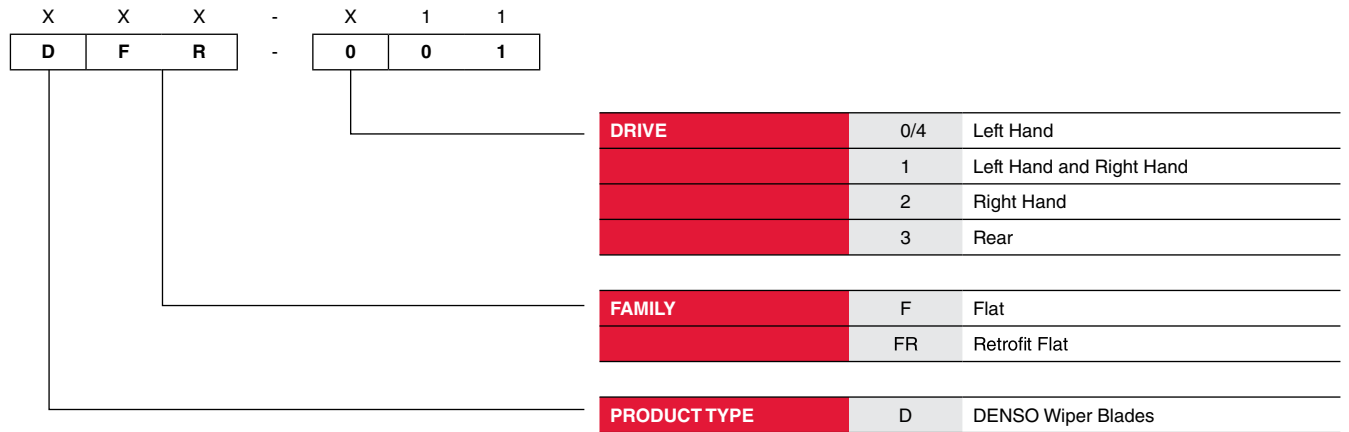 X X X - X 1 1
D F R - 0 0 1
DRIVE 0/4 Left Hand
1 Left Hand and Right Hand
2 Right Hand
3 Rear
FAMILY F Flat
FR Retrofit Flat
PRODUCT TYPE D DENSO Wiper Blades